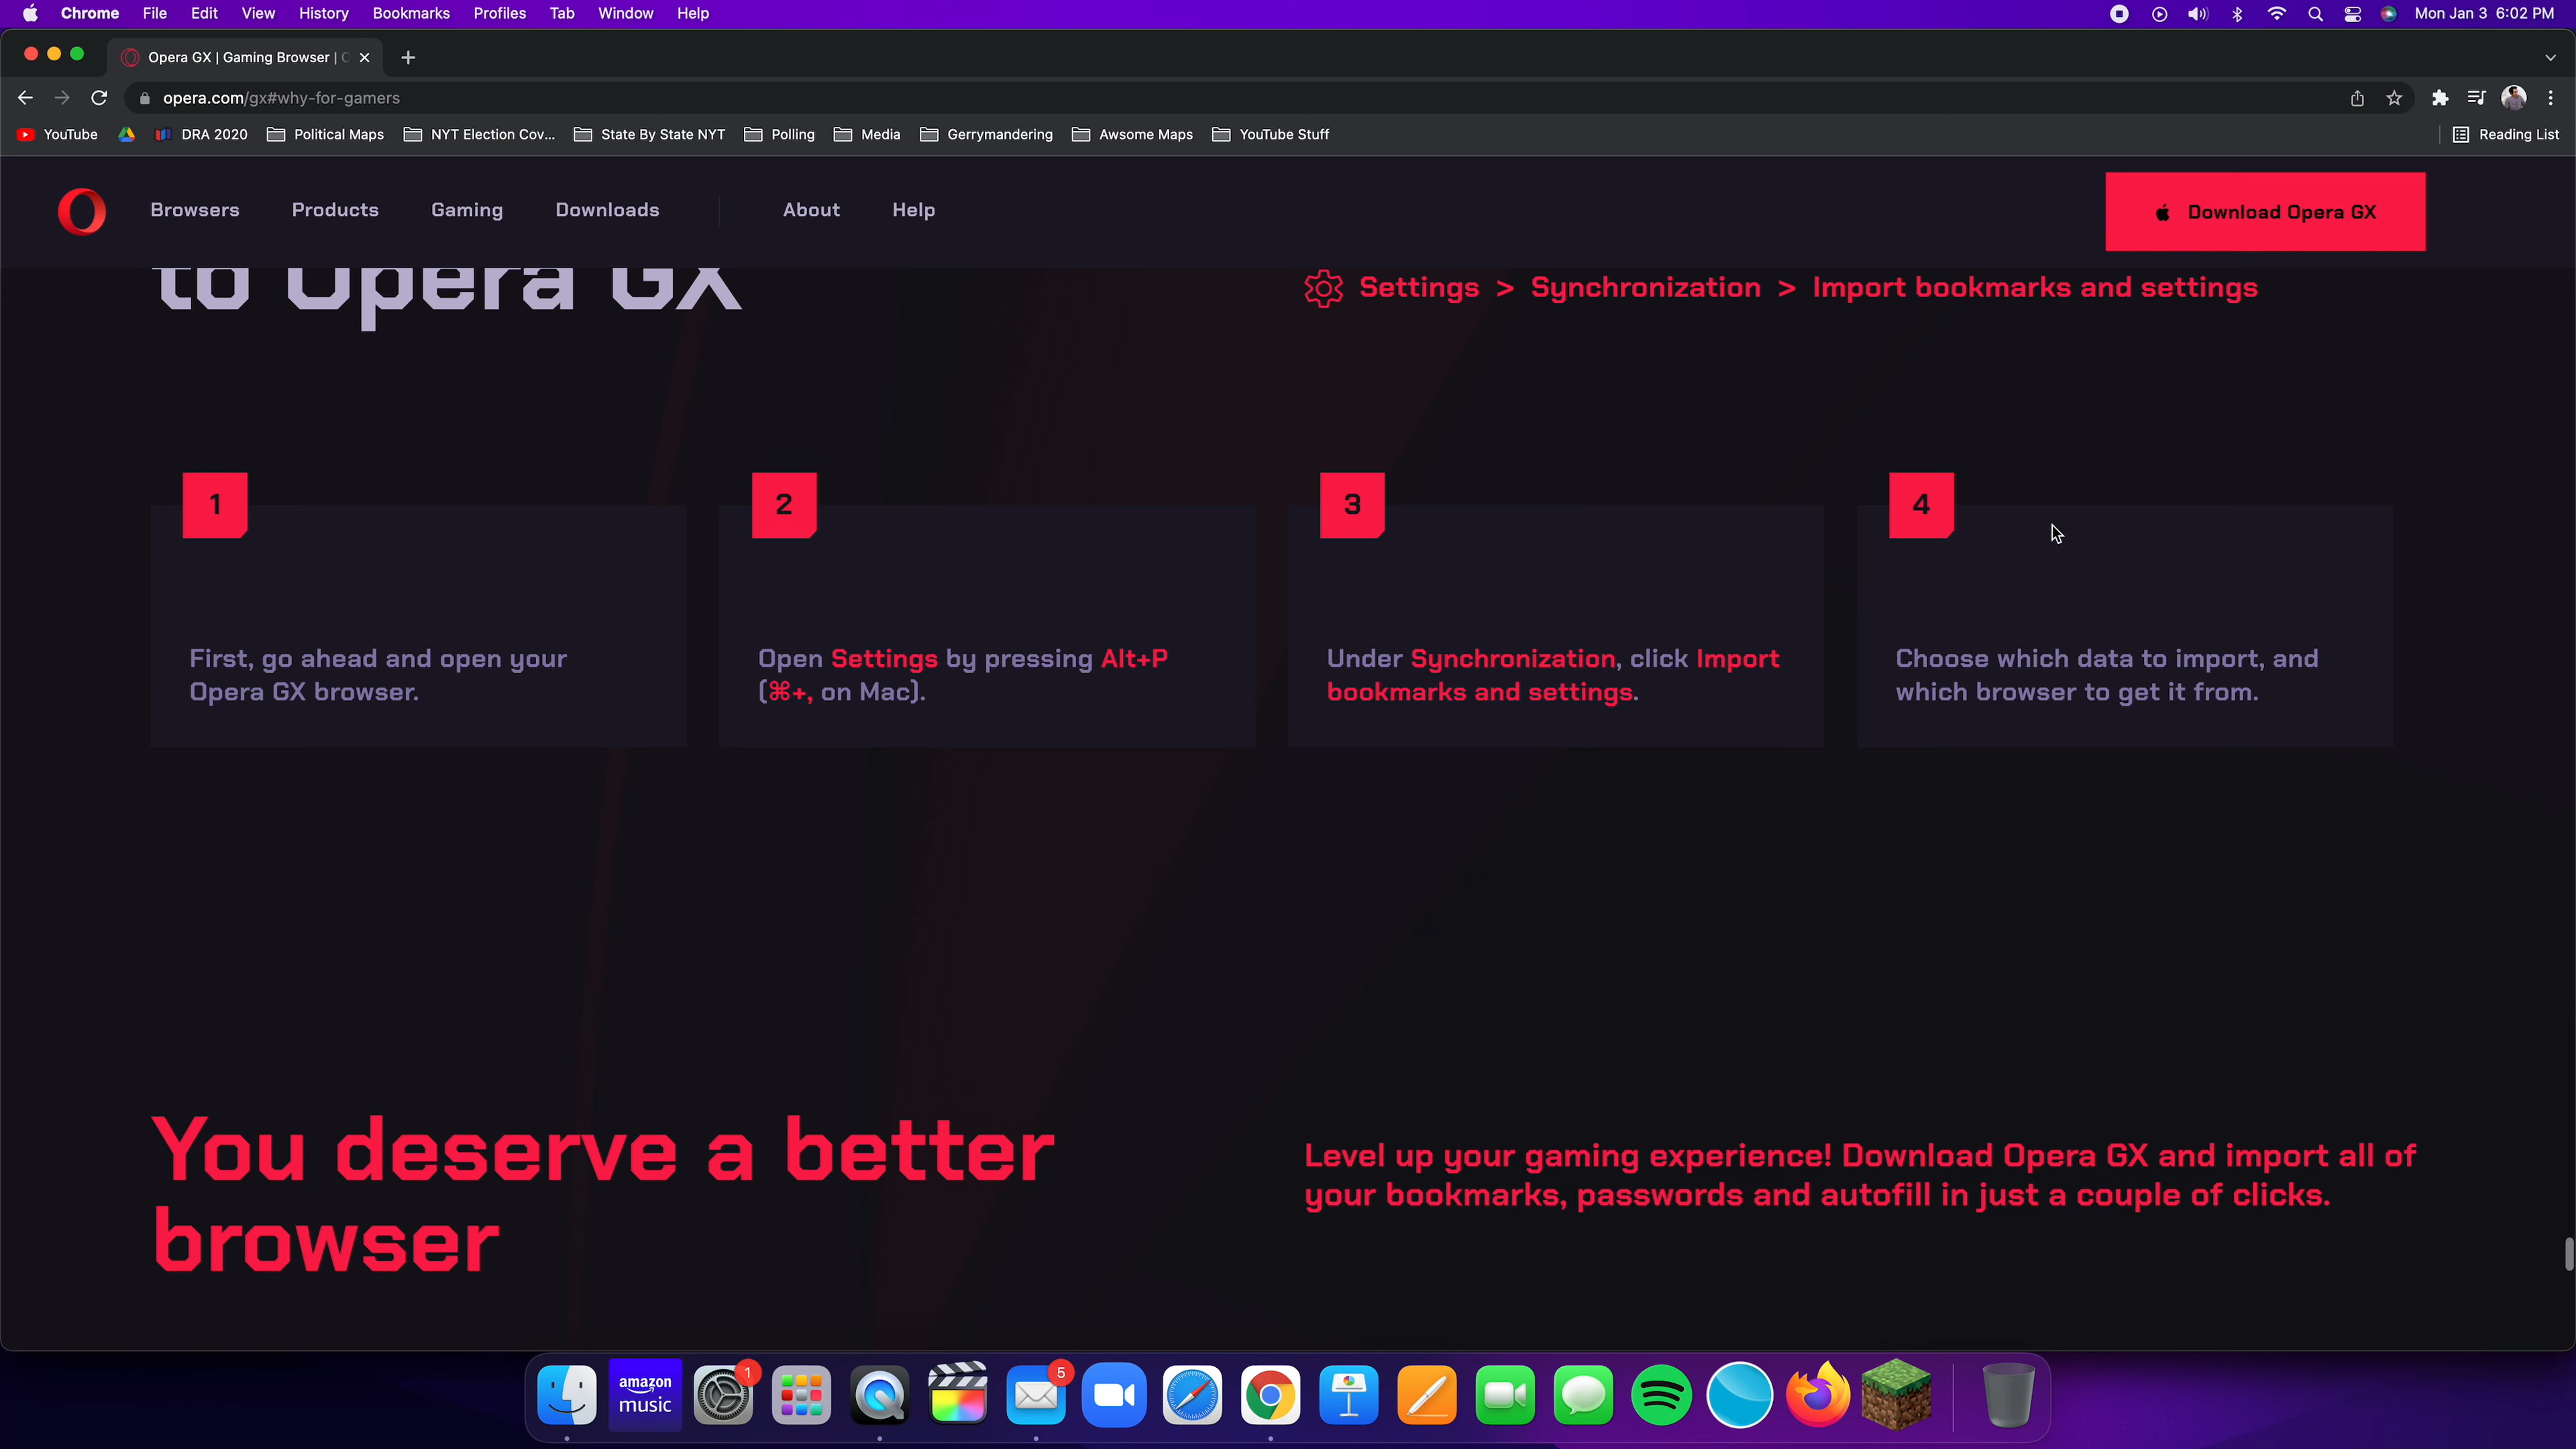 Chrome File Edit View History Bookmarks Profiles Tab Window Help
Mon Jan 3 6:02 PM
Opera GX | Gaming Browser |
opera.com/gx#why-for-gamers
YouTube DRA 2020 Political Maps NYT Election Cov... State By State NYT Polling Media Gerrymandering Awsome Maps YouTube Stuff Reading List
Browsers Products Gaming Downloads About Help
Download Opera GX
to Opera GX
Settings > Synchronization > Import bookmarks and settings
1
First, go ahead and open your
Opera GX browser.
2
Open Settings by pressing Alt+P
(⌘+, on Mac).
3
Under Synchronization, click Import
bookmarks and settings.
4
Choose which data to import, and
which browser to get it from.
You deserve a better
browser
Level up your gaming experience! Download Opera GX and import all of
your bookmarks, passwords and autofill in just a couple of clicks.
amazon
music
1
5